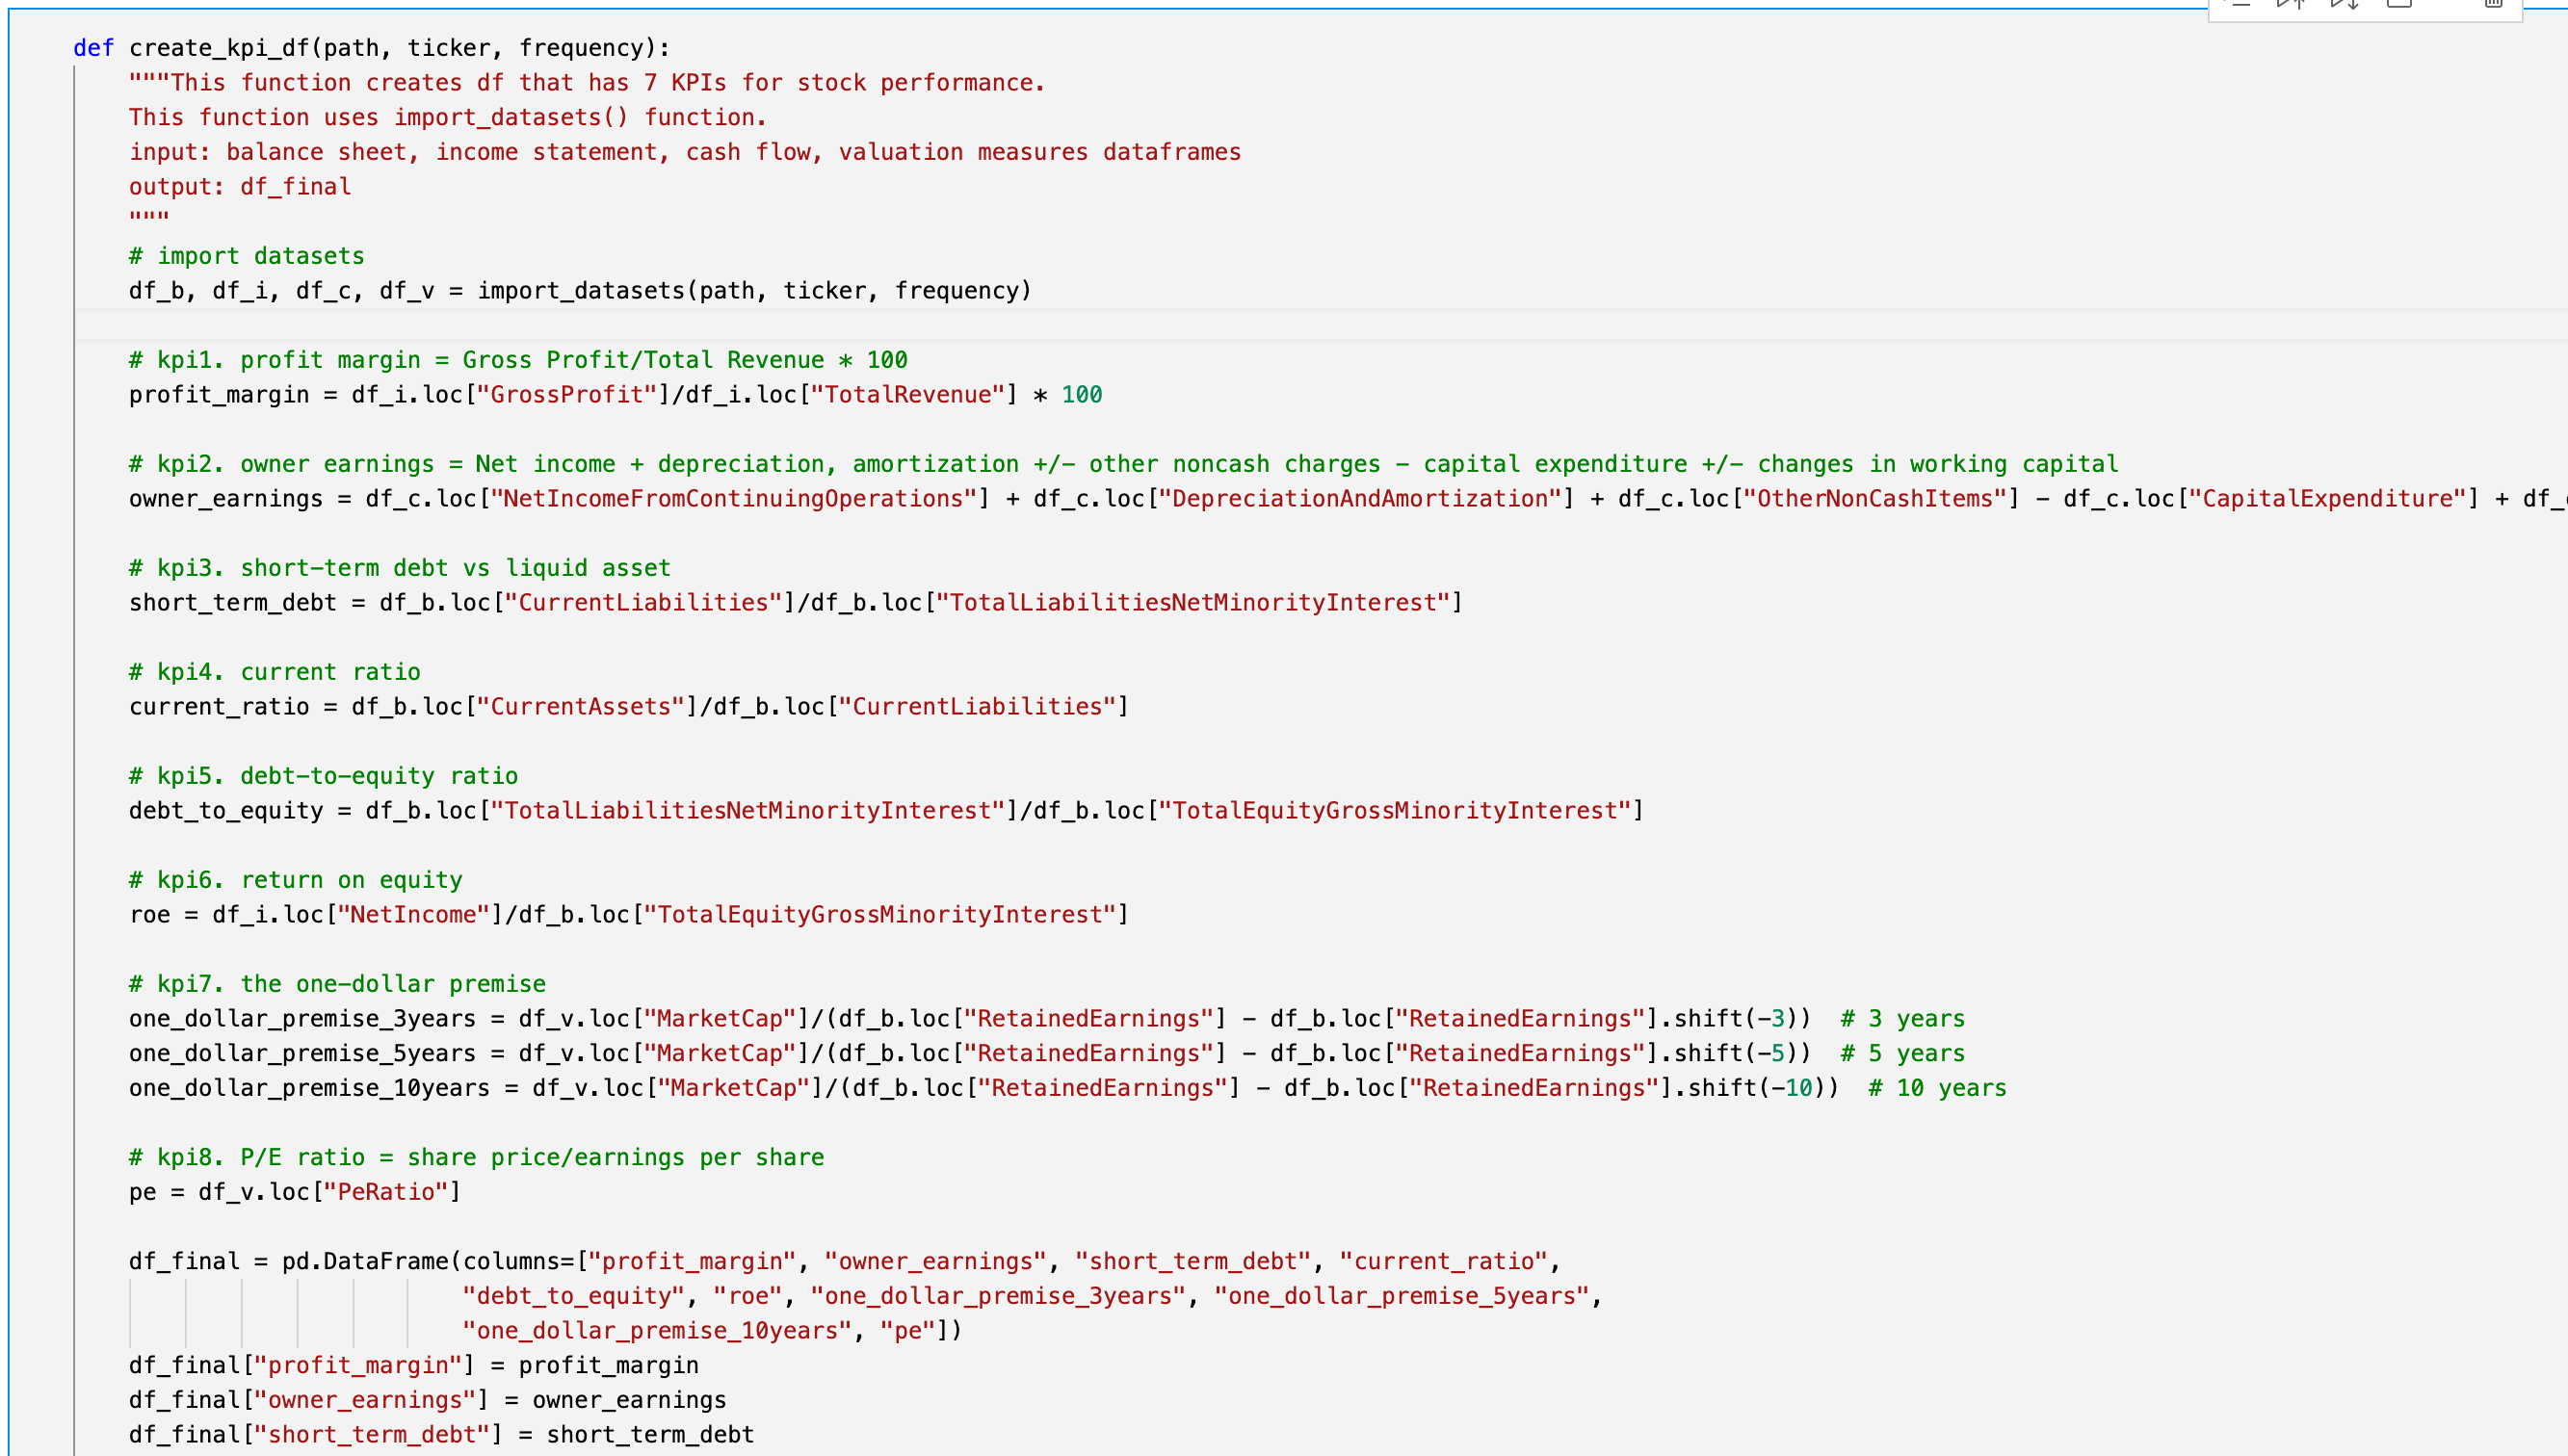 def create_kpi_df(path, ticker, frequency):
    """This function creates df that has 7 KPIs for stock performance.
    This function uses import_datasets() function.
    input: balance sheet, income statement, cash flow, valuation measures dataframes
    output: df_final
    """
    # import datasets
    df_b, df_i, df_c, df_v = import_datasets(path, ticker, frequency)

    # kpi1. profit margin = Gross Profit/Total Revenue * 100
    profit_margin = df_i.loc["GrossProfit"]/df_i.loc["TotalRevenue"] * 100

    # kpi2. owner earnings = Net income + depreciation, amortization +/- other noncash charges - capital expenditure +/- changes in working capital
    owner_earnings = df_c.loc["NetIncomeFromContinuingOperations"] + df_c.loc["DepreciationAndAmortization"] + df_c.loc["OtherNonCashItems"] - df_c.loc["CapitalExpenditure"] + df_

    # kpi3. short-term debt vs liquid asset
    short_term_debt = df_b.loc["CurrentLiabilities"]/df_b.loc["TotalLiabilitiesNetMinorityInterest"]

    # kpi4. current ratio
    current_ratio = df_b.loc["CurrentAssets"]/df_b.loc["CurrentLiabilities"]

    # kpi5. debt-to-equity ratio
    debt_to_equity = df_b.loc["TotalLiabilitiesNetMinorityInterest"]/df_b.loc["TotalEquityGrossMinorityInterest"]

    # kpi6. return on equity
    roe = df_i.loc["NetIncome"]/df_b.loc["TotalEquityGrossMinorityInterest"]

    # kpi7. the one-dollar premise
    one_dollar_premise_3years = df_v.loc["MarketCap"]/(df_b.loc["RetainedEarnings"] - df_b.loc["RetainedEarnings"].shift(-3))  # 3 years
    one_dollar_premise_5years = df_v.loc["MarketCap"]/(df_b.loc["RetainedEarnings"] - df_b.loc["RetainedEarnings"].shift(-5))  # 5 years
    one_dollar_premise_10years = df_v.loc["MarketCap"]/(df_b.loc["RetainedEarnings"] - df_b.loc["RetainedEarnings"].shift(-10))  # 10 years

    # kpi8. P/E ratio = share price/earnings per share
    pe = df_v.loc["PeRatio"]

    df_final = pd.DataFrame(columns=["profit_margin", "owner_earnings", "short_term_debt", "current_ratio",
                            "debt_to_equity", "roe", "one_dollar_premise_3years", "one_dollar_premise_5years",
                            "one_dollar_premise_10years", "pe"])
    df_final["profit_margin"] = profit_margin
    df_final["owner_earnings"] = owner_earnings
    df_final["short_term_debt"] = short_term_debt